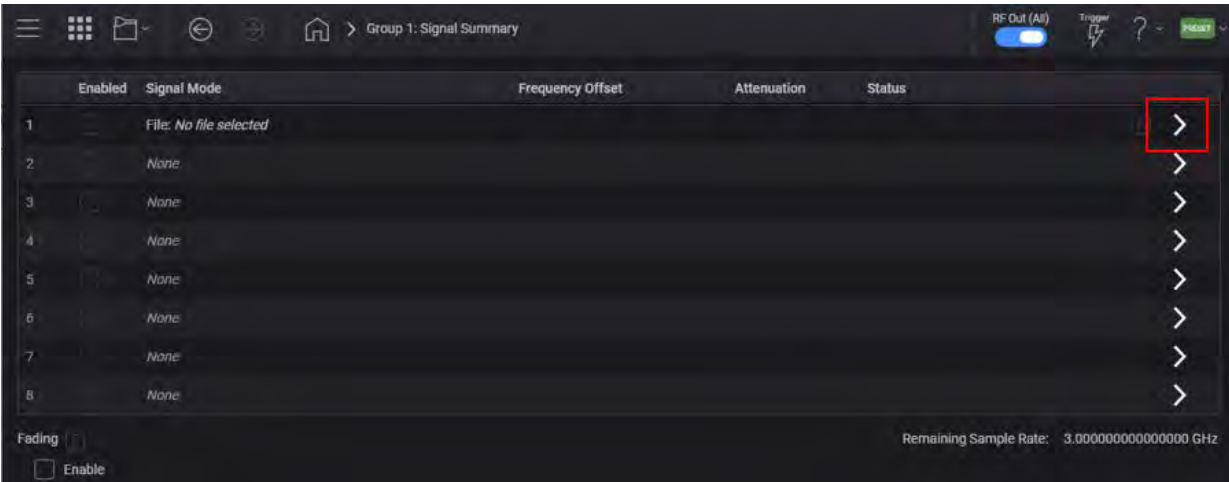 RF Out (All) Trigger
Group 1: Signal Summary ? PRESET
Enabled Signal Mode Frequency Offset Attenuation Status
1 File: No file selected
2 None
3 None
4 None
5 None
6 None
7 None
8 None
Fading Remaining Sample Rate: 3.000000000000000 GHz
Enable